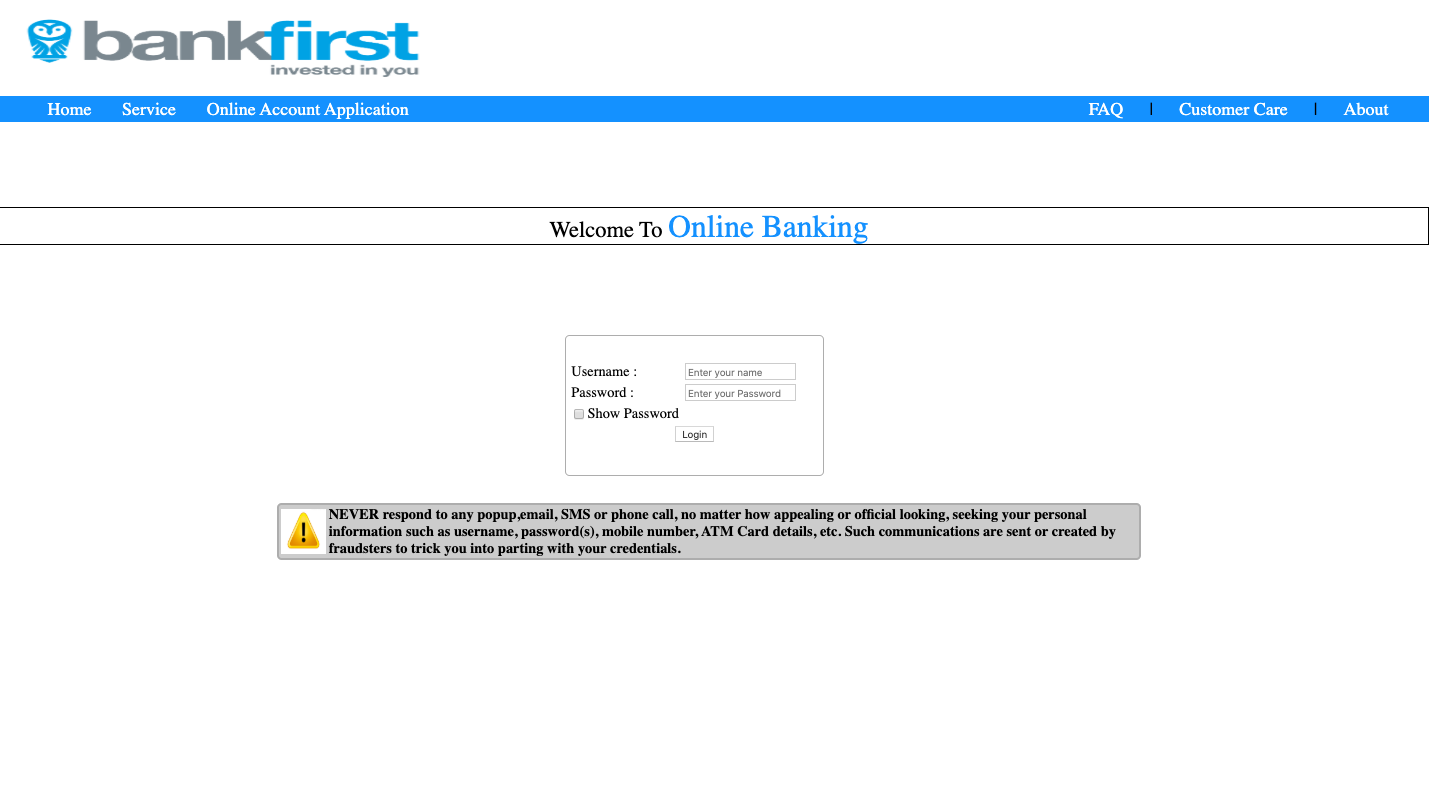 bankfirst
invested in you
Home Service Online Account Application FAQ | Customer Care | About
Welcome To Online Banking
Username : Enter your name
Password : Enter your Password
Show Password
Login
NEVER respond to any popup,email, SMS or phone call, no matter how appealing or official looking, seeking your personal
information such as username, password(s), mobile number, ATM Card details, etc. Such communications are sent or created by
fraudsters to trick you into parting with your credentials.